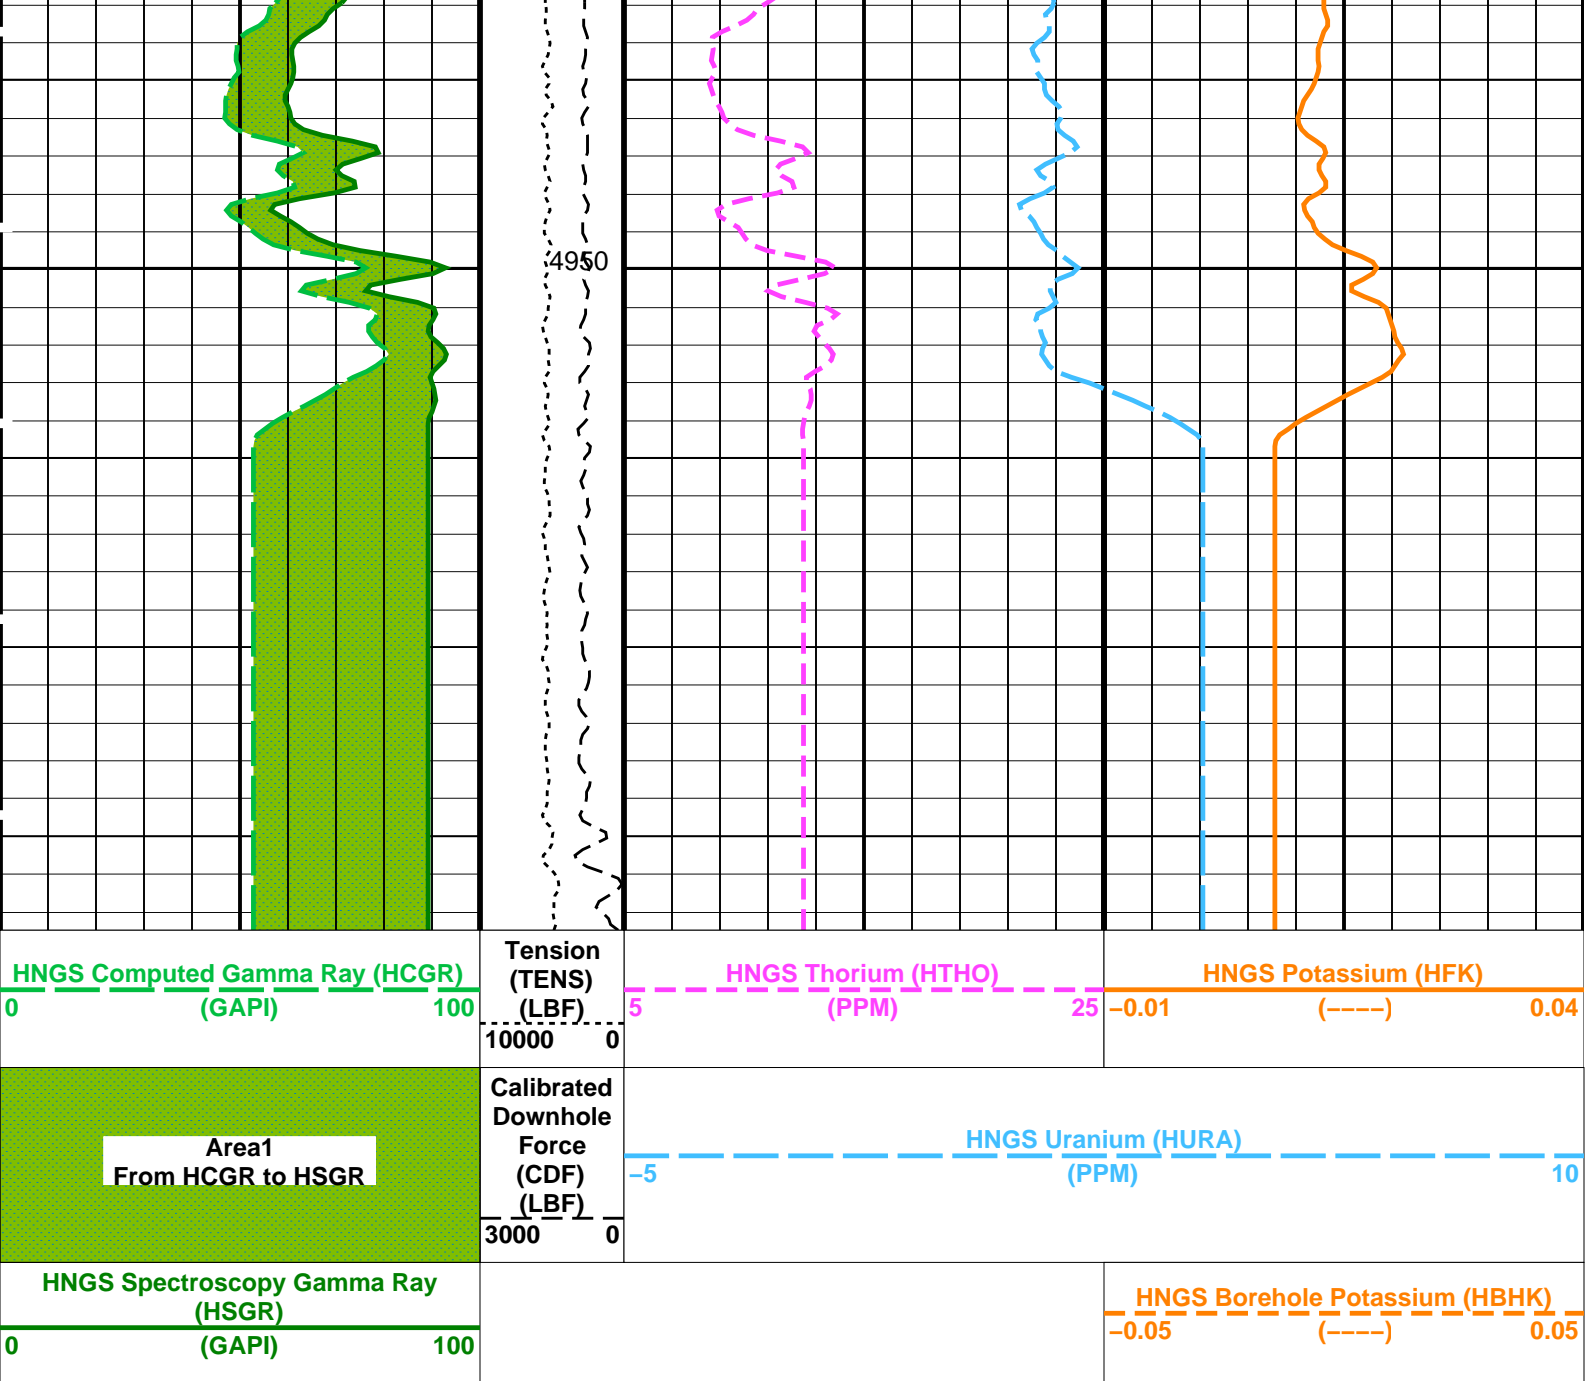 4950
HNGS Computed Gamma Ray (HCGR)
0 (GAPI) 100
Tension
(TENS)
(LBF)
10000 0
HNGS Thorium (HTHO)
5 (PPM) 25
HNGS Potassium (HFK)
−0.01 (−−−−) 0.04
Area1
From HCGR to HSGR
Calibrated
Downhole
Force
(CDF)
(LBF)
3000 0
HNGS Uranium (HURA)
−5 (PPM) 10
HNGS Spectroscopy Gamma Ray
(HSGR)
0 (GAPI) 100
HNGS Borehole Potassium (HBHK)
−0.05 (−−−−) 0.05